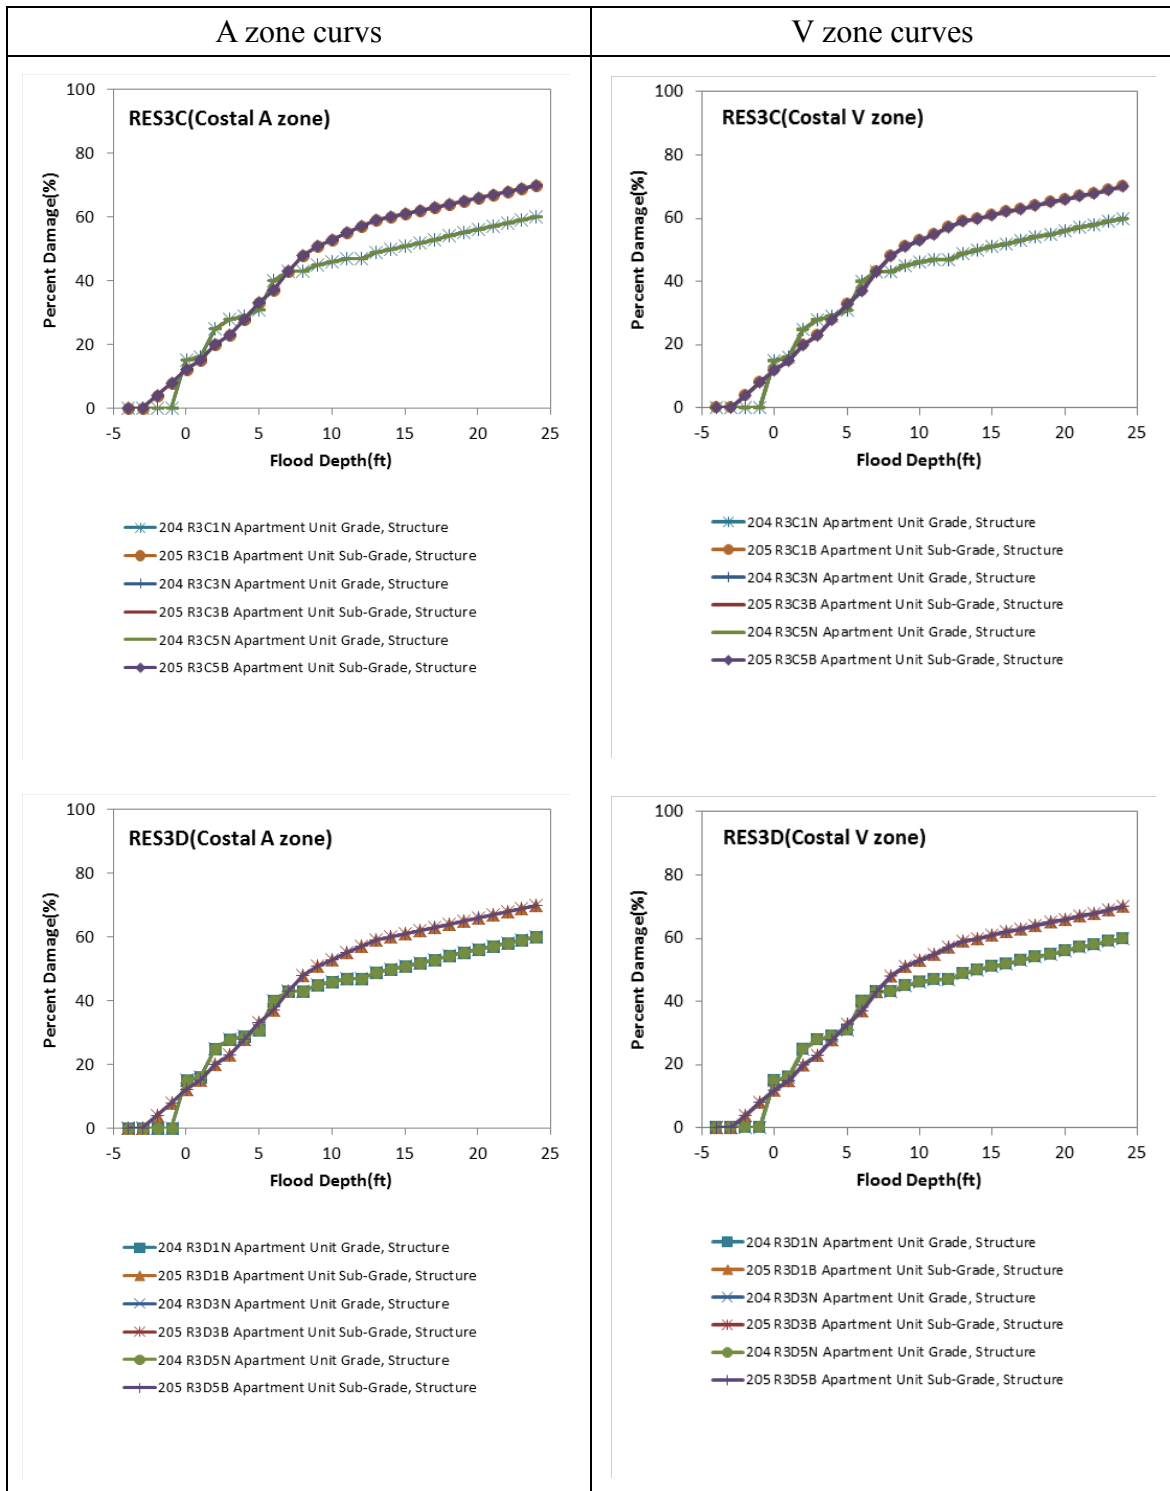 A zone curvs
V zone curves
RES3C(Costal A zone)
Percent Damage(%)
100
80
60
40
20
0
-5 0 5 10 15 20 25
Flood Depth(ft)
204 R3C1N Apartment Unit Grade, Structure
205 R3C1B Apartment Unit Sub-Grade, Structure
204 R3C3N Apartment Unit Grade, Structure
205 R3C3B Apartment Unit Sub-Grade, Structure
204 R3C5N Apartment Unit Grade, Structure
205 R3C5B Apartment Unit Sub-Grade, Structure
RES3C(Costal V zone)
Percent Damage(%)
100
80
60
40
20
0
-5 0 5 10 15 20 25
Flood Depth(ft)
204 R3C1N Apartment Unit Grade, Structure
205 R3C1B Apartment Unit Sub-Grade, Structure
204 R3C3N Apartment Unit Grade, Structure
205 R3C3B Apartment Unit Sub-Grade, Structure
204 R3C5N Apartment Unit Grade, Structure
205 R3C5B Apartment Unit Sub-Grade, Structure
RES3D(Costal A zone)
Percent Damage(%)
100
80
60
40
20
0
-5 0 5 10 15 20 25
Flood Depth(ft)
204 R3D1N Apartment Unit Grade, Structure
205 R3D1B Apartment Unit Sub-Grade, Structure
204 R3D3N Apartment Unit Grade, Structure
205 R3D3B Apartment Unit Sub-Grade, Structure
204 R3D5N Apartment Unit Grade, Structure
205 R3D5B Apartment Unit Sub-Grade, Structure
RES3D(Costal V zone)
Percent Damage(%)
100
80
60
40
20
0
-5 0 5 10 15 20 25
Flood Depth(ft)
204 R3D1N Apartment Unit Grade, Structure
205 R3D1B Apartment Unit Sub-Grade, Structure
204 R3D3N Apartment Unit Grade, Structure
205 R3D3B Apartment Unit Sub-Grade, Structure
204 R3D5N Apartment Unit Grade, Structure
205 R3D5B Apartment Unit Sub-Grade, Structure